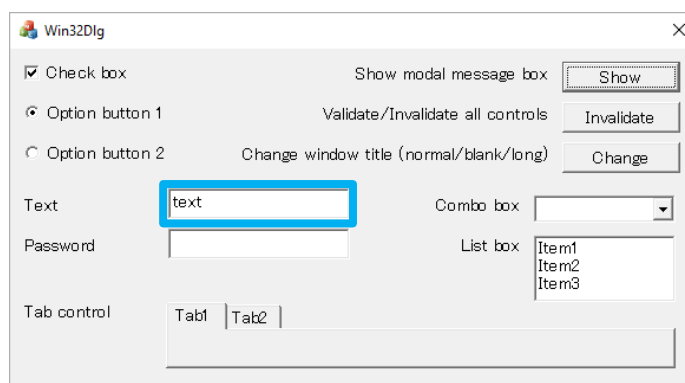 Win32Dlg
Check box
Show modal message box
Show
Option button 1
Validate/Invalidate all controls
Invalidate
Option button 2
Change window title (normal/blank/long)
Change
Text
text
Combo box
Password
List box
Item1
Item2
Item3
Tab control
Tab1
Tab2